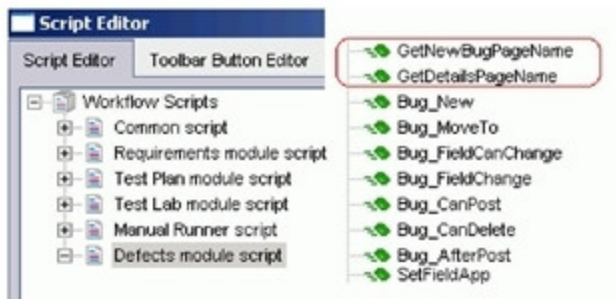 Script Editor
Script Editor
Toolbar Button Editor
Workflow Scripts
Common script
Requirements module script
Test Plan module script
Test Lab module script
Manual Runner script
Defects module script
GetNewBugPageName
GetDetailsPageName
Bug_New
Bug_MoveTo
Bug_FieldCanChange
Bug_FieldChange
Bug_CanPost
Bug_CanDelete
Bug_AfterPost
SetFieldApp